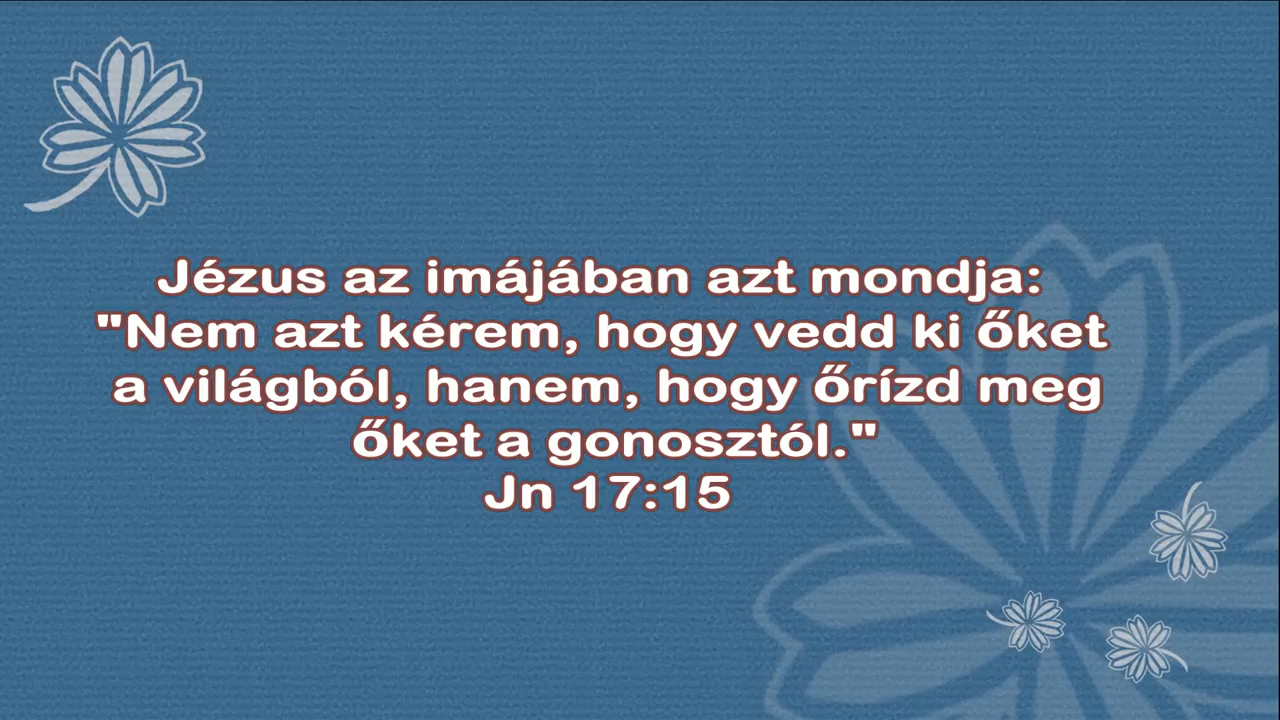 Jézus az imájában azt mondja:
"Nem azt kérem, hogy vedd ki őket
a világból, hanem, hogy őrízd meg
őket a gonosztól."
Jn 17:15